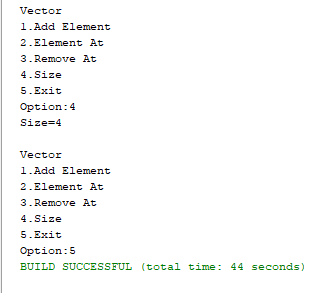 Vector
1.Add Element
2.Element At
3.Remove At
4.Size
5.Exit
Option:4
Size=4
Vector
1.Add Element
2.Element At
3.Remove At
4.Size
5.Exit
Option:5
BUILD SUCCESSFUL (total time: 44 seconds)